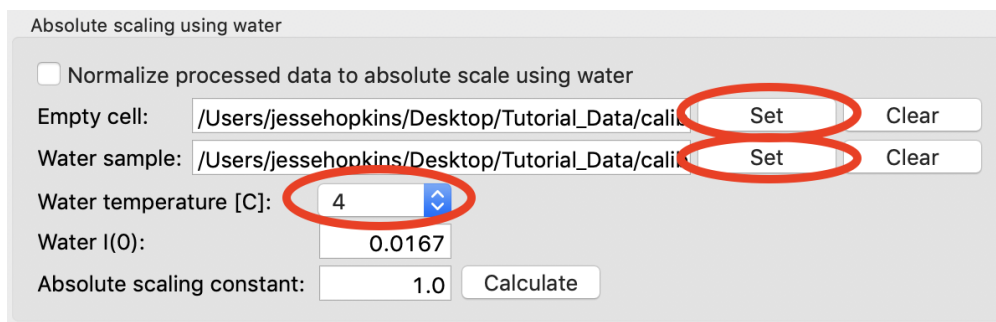 Absolute scaling using water
Normalize processed data to absolute scale using water
Empty cell: /Users/jessehopkins/Desktop/Tutorial_Data/calib Set Clear
Water sample: /Users/jessehopkins/Desktop/Tutorial_Data/calib Set Clear
Water temperature [C]: 4
Water I(0): 0.0167
Absolute scaling constant: 1.0 Calculate